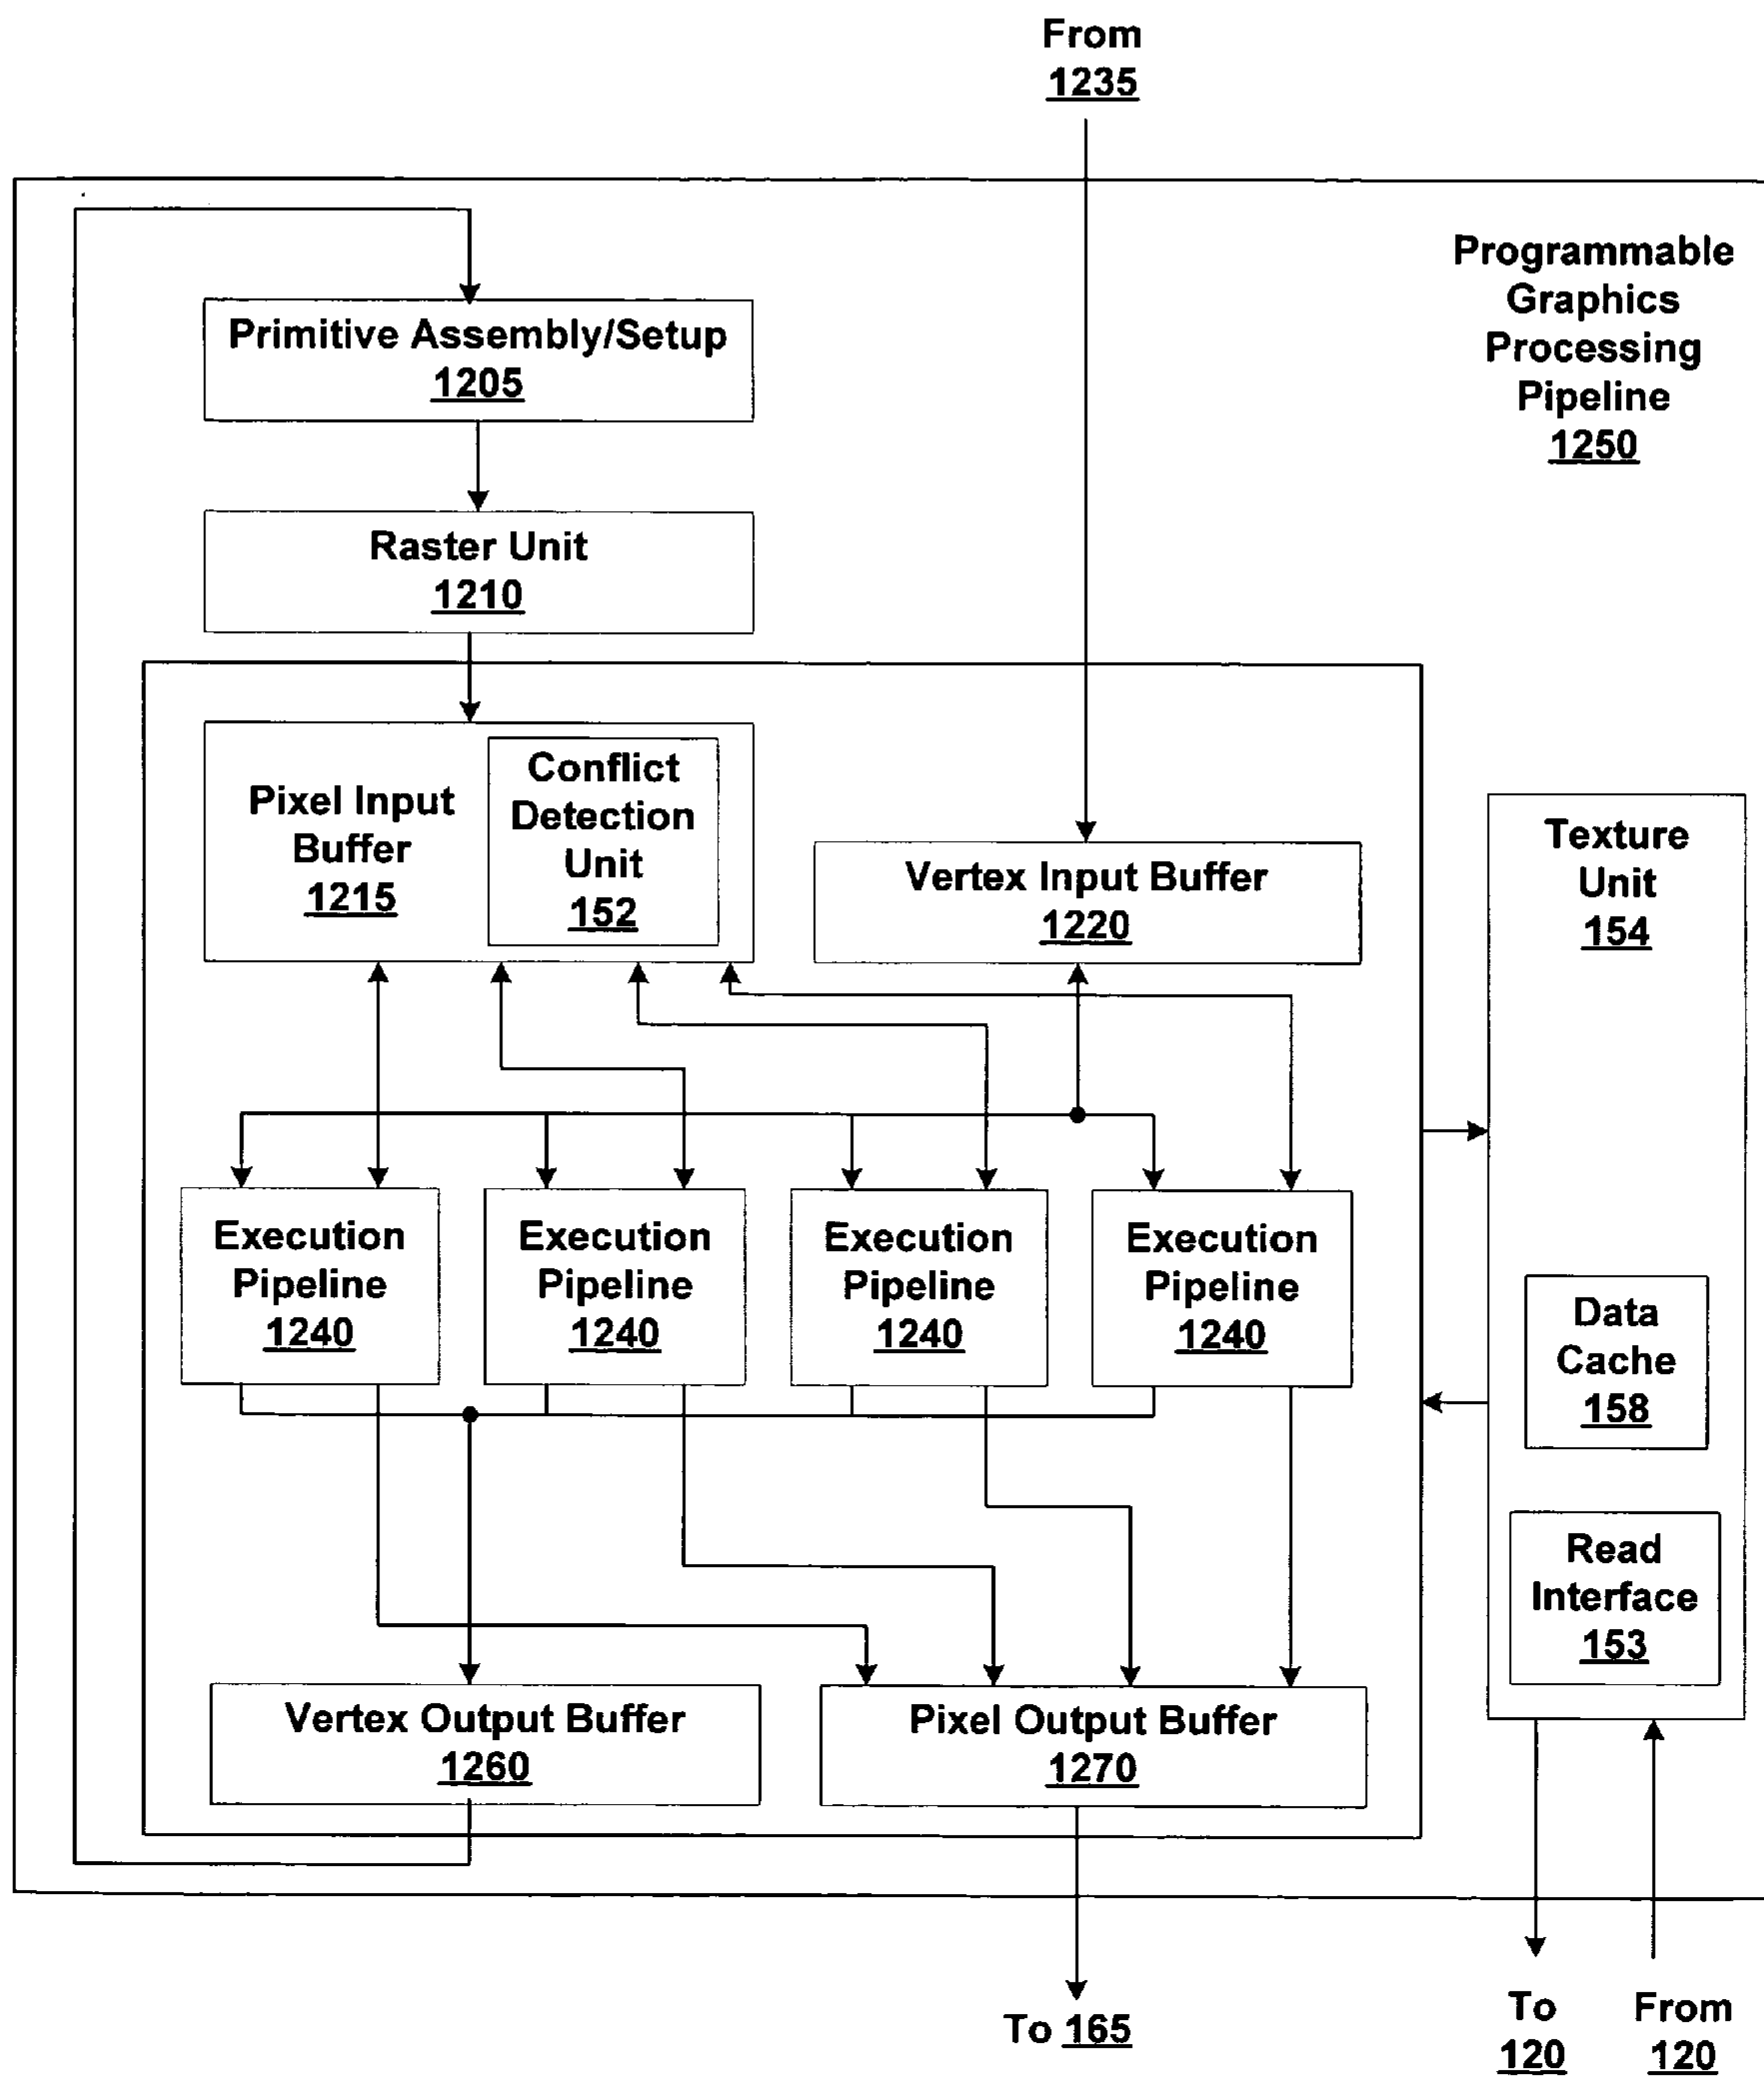 From
1235
Programmable
Graphics
Processing
Pipeline
1250
Primitive Assembly/Setup
1205
Raster Unit
1210
Pixel Input
Buffer
1215
Conflict
Detection
Unit
152
Vertex Input Buffer
1220
Texture
Unit
154
Execution
Pipeline
1240
Execution
Pipeline
1240
Execution
Pipeline
1240
Execution
Pipeline
1240
Data
Cache
158
Read
Interface
153
Vertex Output Buffer
1260
Pixel Output Buffer
1270
To 165
To
120
From
120